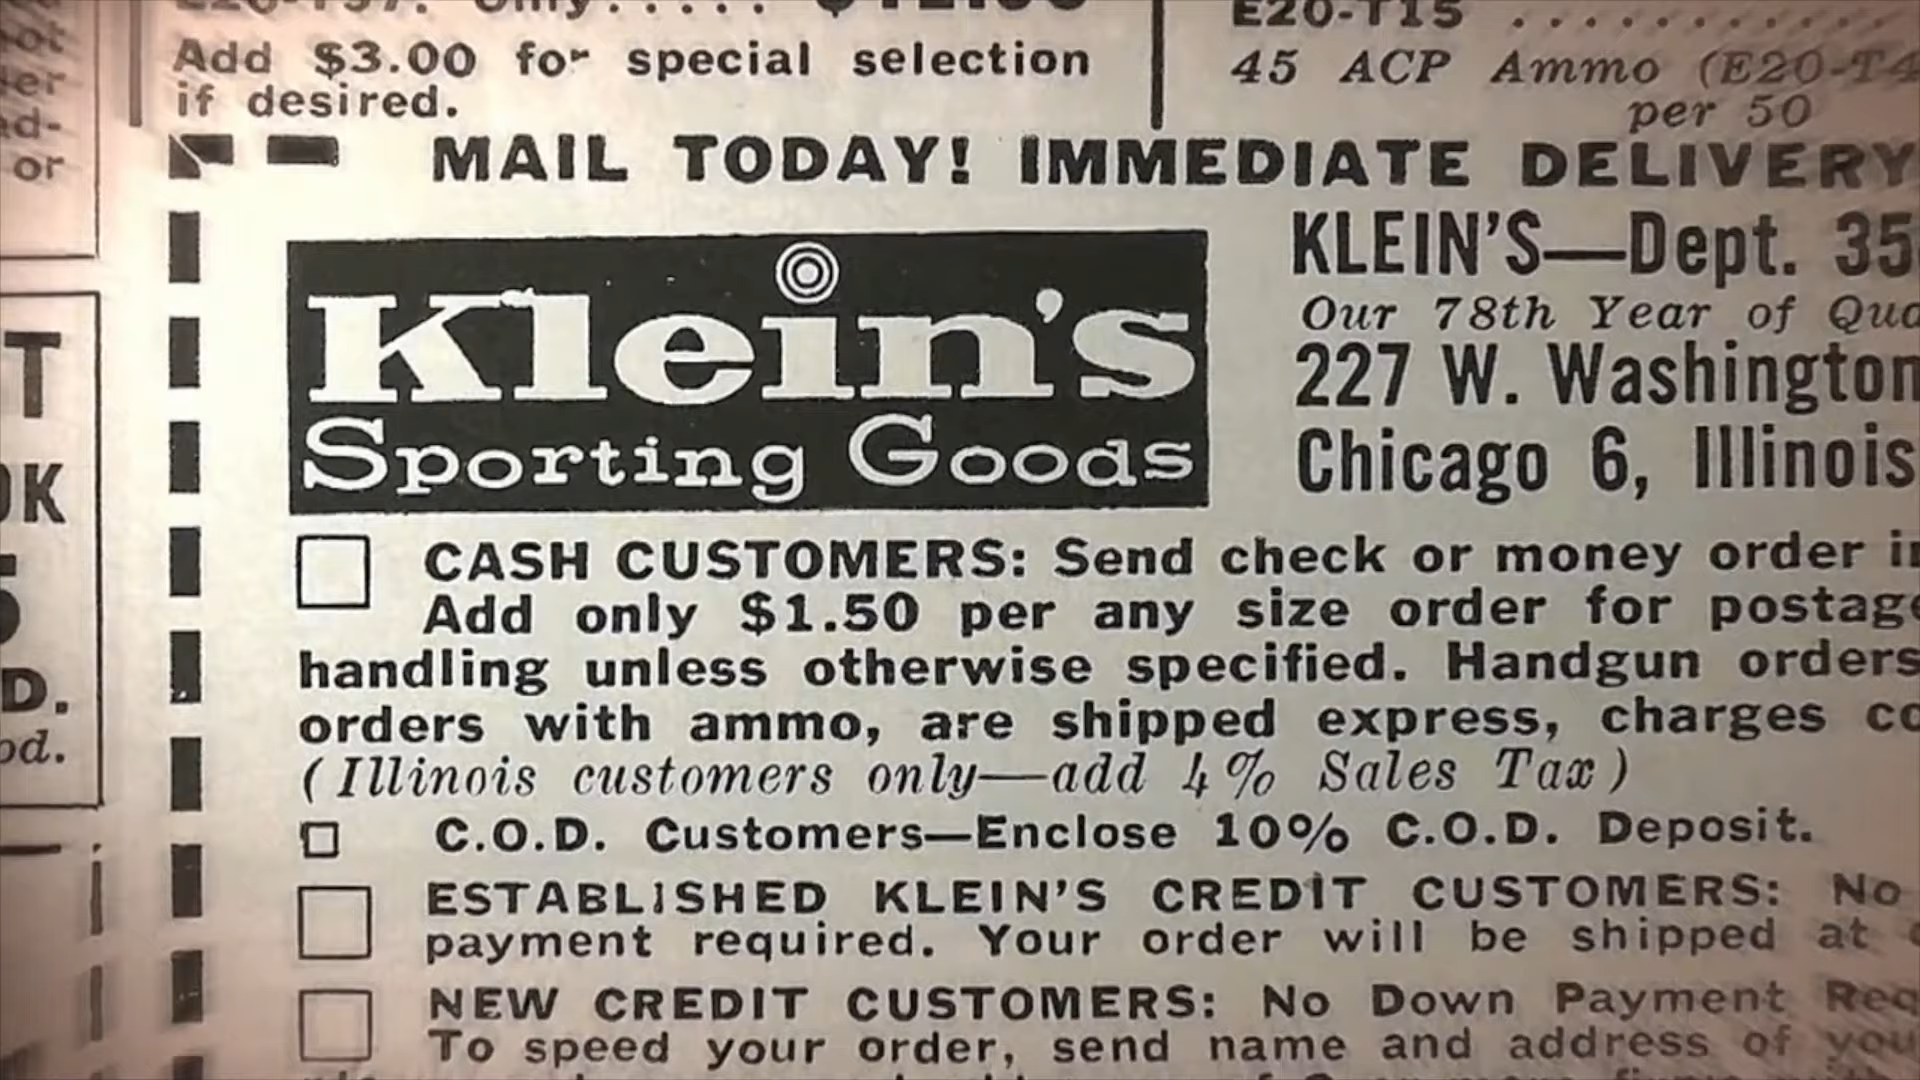 Add $3.00 for special selection
if desired.
E20-T15 ..........
45 ACP Ammo (E20-T4
per 50
or
MAIL TODAY! IMMEDIATE DELIVERY
Klein's
Sporting Goods
KLEIN'S—Dept. 35
Our 78th Year of
227 W. Washington
Chicago 6, Illinois
CASH CUSTOMERS: Send check or money order
Add only $1.50 per any size order for
handling unless otherwise specified. Handgun orders
orders with ammo, are shipped express, charges
(Illinois customers only—add 4% Sales Tax)
C.O.D. Customers—Enclose 10% C.O.D. Deposit.
ESTABLISHED KLEIN'S CREDIT CUSTOMERS: No
payment required. Your order will be shipped at
NEW CREDIT CUSTOMERS: No Down Payment
To speed your order, send name and address of